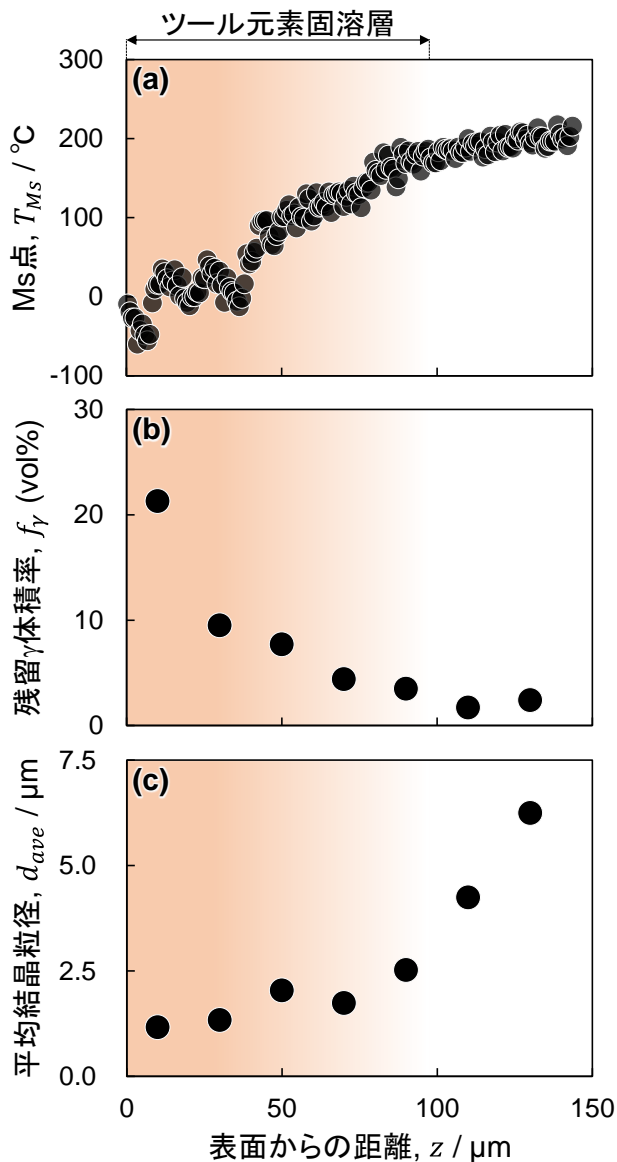 ツール元素固溶層
(a)
300
200
100
0
-100
Ms点, T_Ms / ℃
(b)
30
20
10
0
残留γ体積率, f_γ (vol%)
(c)
7.5
5.0
2.5
0.0
平均結晶粒径, d_ave / μm
0 50 100 150
表面からの距離, z / μm